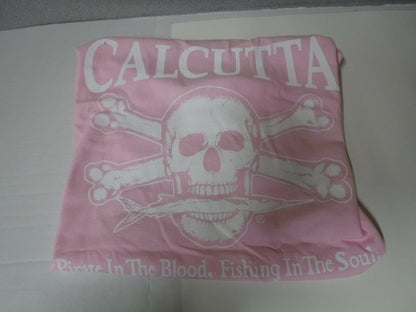 CALCUTTA
®
Pirate In The Blood, Fishing In The Soul